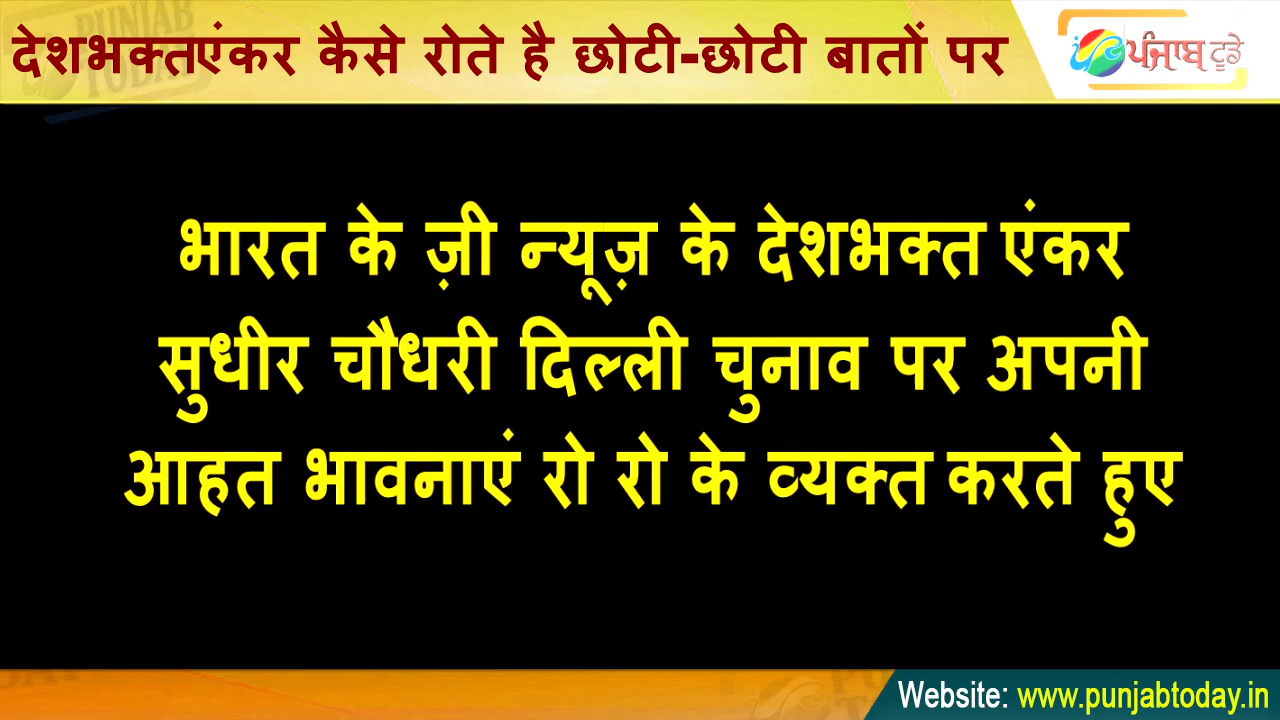 देशभक्तएंकर कैसे रोते है छोटी-छोटी बातों पर
ਪੰਜਾਬ ਟੂਡੇ
भारत के ज़ी न्यूज़ के देशभक्त एंकर
सुधीर चौधरी दिल्ली चुनाव पर अपनी
आहत भावनाएं रो रो के व्यक्त करते हुए
Website: www.punjabtoday.in